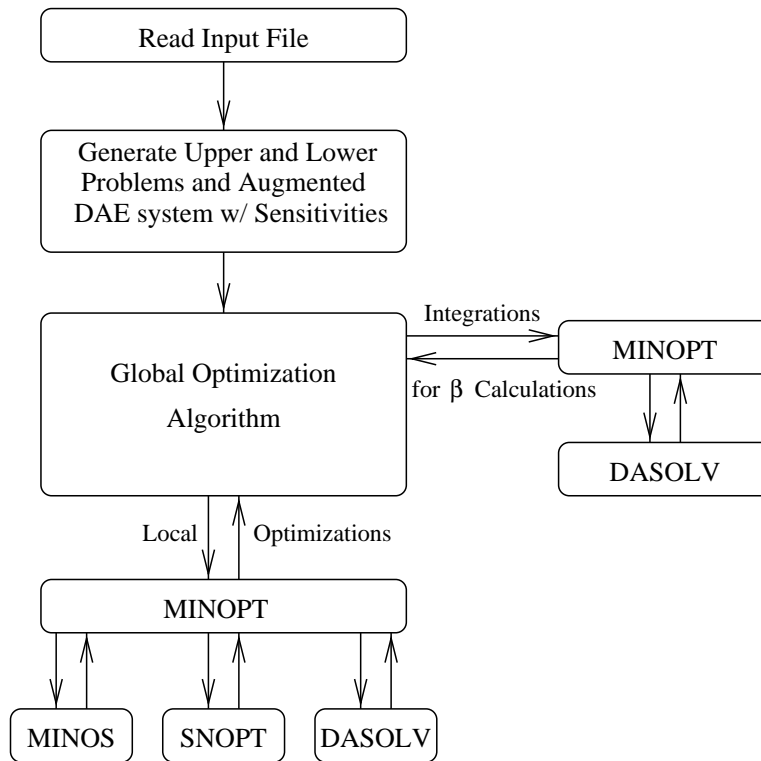 Read Input File
Generate Upper and Lower
Problems and Augmented
DAE system w/ Sensitivities
Global Optimization
Algorithm
Integrations
for β Calculations
MINOPT
DASOLV
Local Optimizations
MINOPT
MINOS SNOPT DASOLV